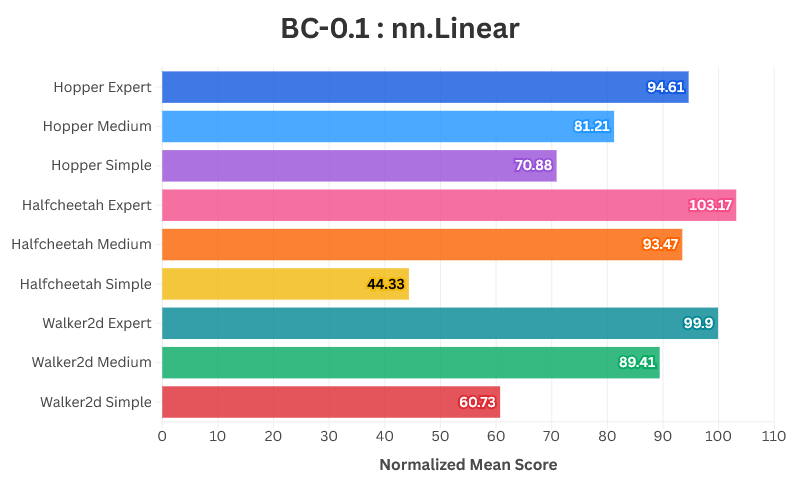 BC-0.1 : nn.Linear
Hopper Expert 94.61
Hopper Medium 81.21
Hopper Simple 70.88
Halfcheetah Expert 103.17
Halfcheetah Medium 93.47
Halfcheetah Simple 44.33
Walker2d Expert 99.9
Walker2d Medium 89.41
Walker2d Simple 60.73
0 10 20 30 40 50 60 70 80 90 100 110
Normalized Mean Score